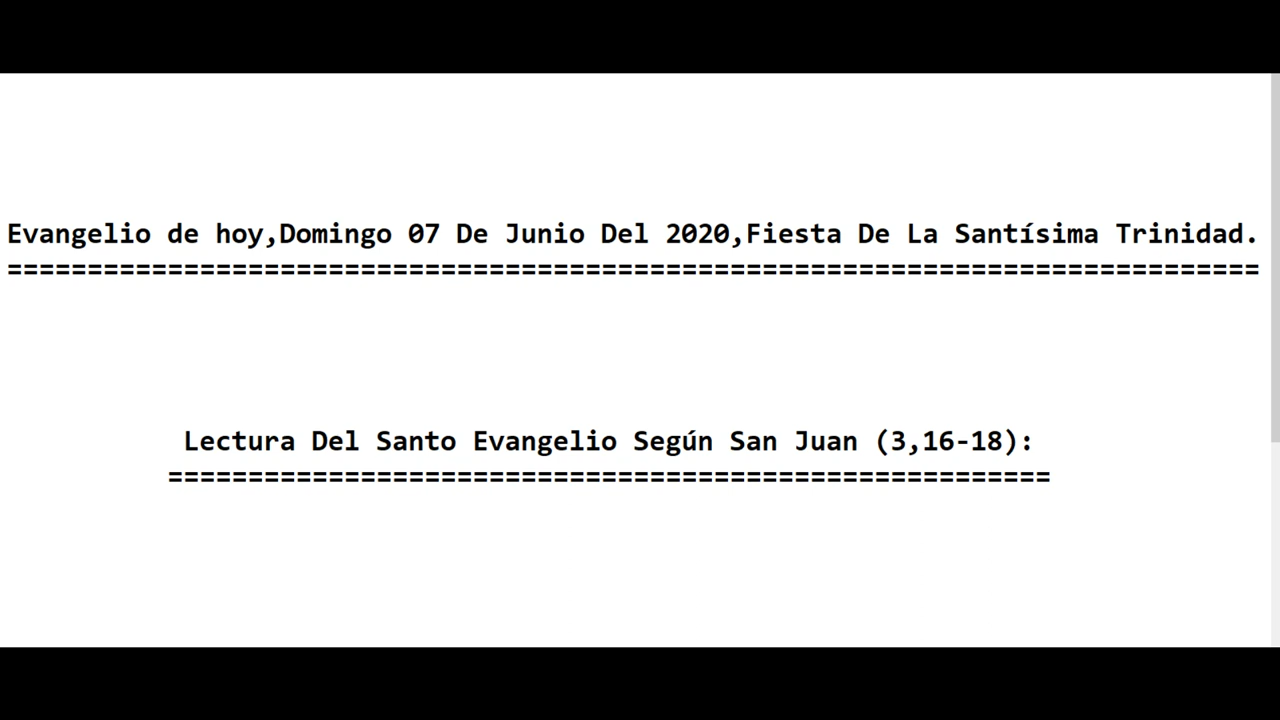 Evangelio de hoy,Domingo 07 De Junio Del 2020,Fiesta De La Santísima Trinidad.
==============================================================================
Lectura Del Santo Evangelio Según San Juan (3,16-18):
=======================================================